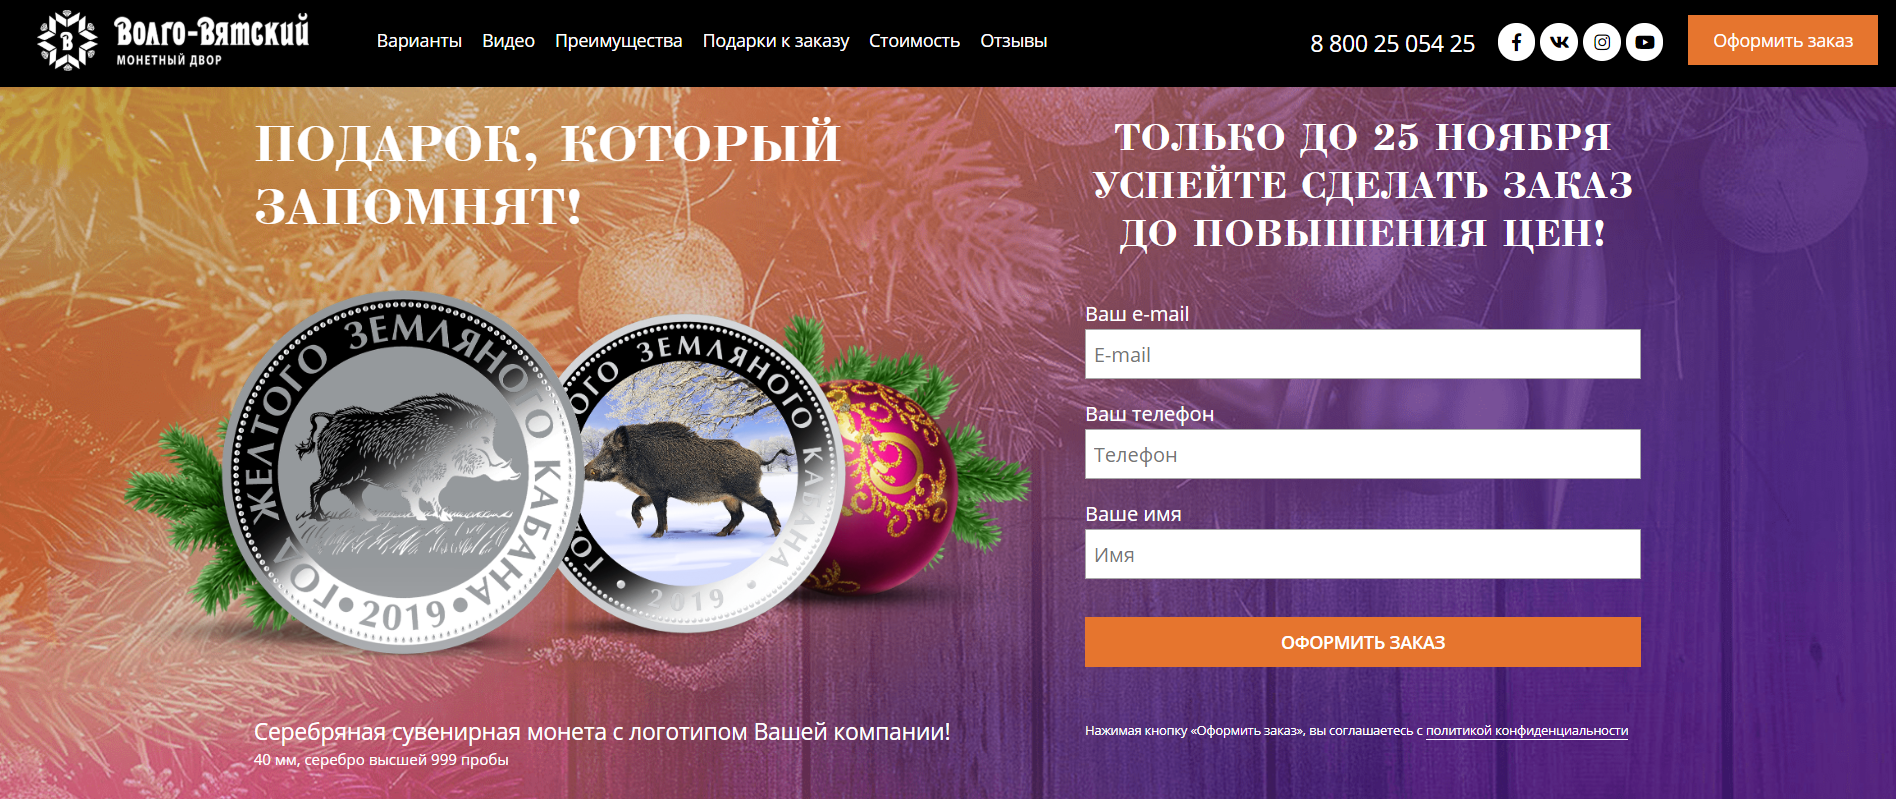 Волго-Вятский
МОНЕТНЫЙ ДВОР
Варианты Видео Преимущества Подарки к заказу Стоимость Отзывы
8 800 25 054 25
Оформить заказ
ПОДАРОК, КОТОРЫЙ
ЗАПОМНЯТ!
ГОД ЖЕЛТОГО ЗЕМЛЯНОГО КАБАНА
• 2019 •
ГО ОГО ЗЕМЛЯНОГО КАБАНА
• 2019 •
Серебряная сувенирная монета с логотипом Вашей компании!
40 мм, серебро высшей 999 пробы
ТОЛЬКО ДО 25 НОЯБРЯ
УСПЕЙТЕ СДЕЛАТЬ ЗАКАЗ
ДО ПОВЫШЕНИЯ ЦЕН!
Ваш e-mail
E-mail
Ваш телефон
Телефон
Ваше имя
Имя
ОФОРМИТЬ ЗАКАЗ
Нажимая кнопку «Оформить заказ», вы соглашаетесь с политикой конфиденциальности